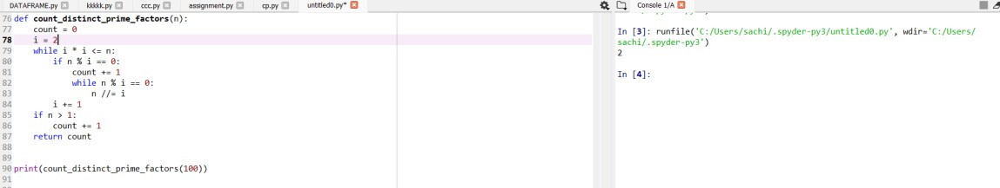 DATAFRAME.py kkkkk.py ccc.py assignment.py cp.py untitled0.py*
76 def count_distinct_prime_factors(n):
77     count = 0
78     i = 2
79     while i * i <= n:
80         if n % i == 0:
81             count += 1
82             while n % i == 0:
83                 n //= i
84         i += 1
85     if n > 1:
86         count += 1
87     return count
88
89
90 print(count_distinct_prime_factors(100))
91
Console 1/A
In [3]: runfile('C:/Users/sachi/.spyder-py3/untitled0.py', wdir='C:/Users/
sachi/.spyder-py3')
2
In [4]: